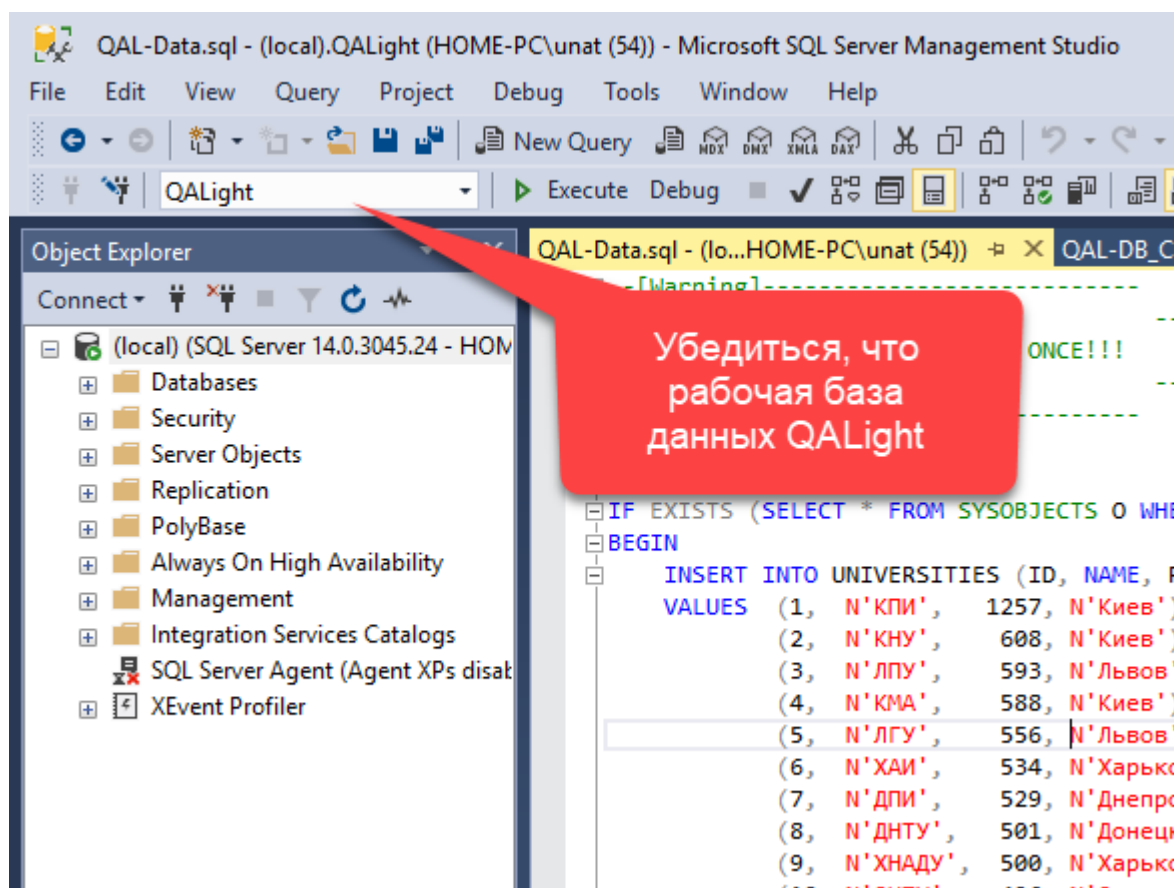 QAL-Data.sql - (local).QALight (HOME-PC\unat (54)) - Microsoft SQL Server Management Studio
File Edit View Query Project Debug Tools Window Help
New Query MDX DMX XMLA DAX
QALight Execute Debug
Object Explorer
Connect
(local) (SQL Server 14.0.3045.24 - HOM
Databases
Security
Server Objects
Replication
PolyBase
Always On High Availability
Management
Integration Services Catalogs
SQL Server Agent (Agent XPs disab
XEvent Profiler
QAL-Data.sql - (lo...HOME-PC\unat (54)) QAL-DB_C
--[Warning]----------------------------
--
ONCE!!!
--
Убедиться, что
рабочая база
данных QALight
IF EXISTS (SELECT * FROM SYSOBJECTS O WHE
BEGIN
INSERT INTO UNIVERSITIES (ID, NAME,
VALUES (1, N'КПИ', 1257, N'Киев')
(2, N'КНУ', 608, N'Киев')
(3, N'ЛПУ', 593, N'Львов'
(4, N'КМА', 588, N'Киев')
(5, N'ЛГУ', 556, N'Львов'
(6, N'ХАИ', 534, N'Харько
(7, N'ДПИ', 529, N'Днепро
(8, N'ДНТУ', 501, N'Донецк
(9, N'ХНАДУ', 500, N'Харько